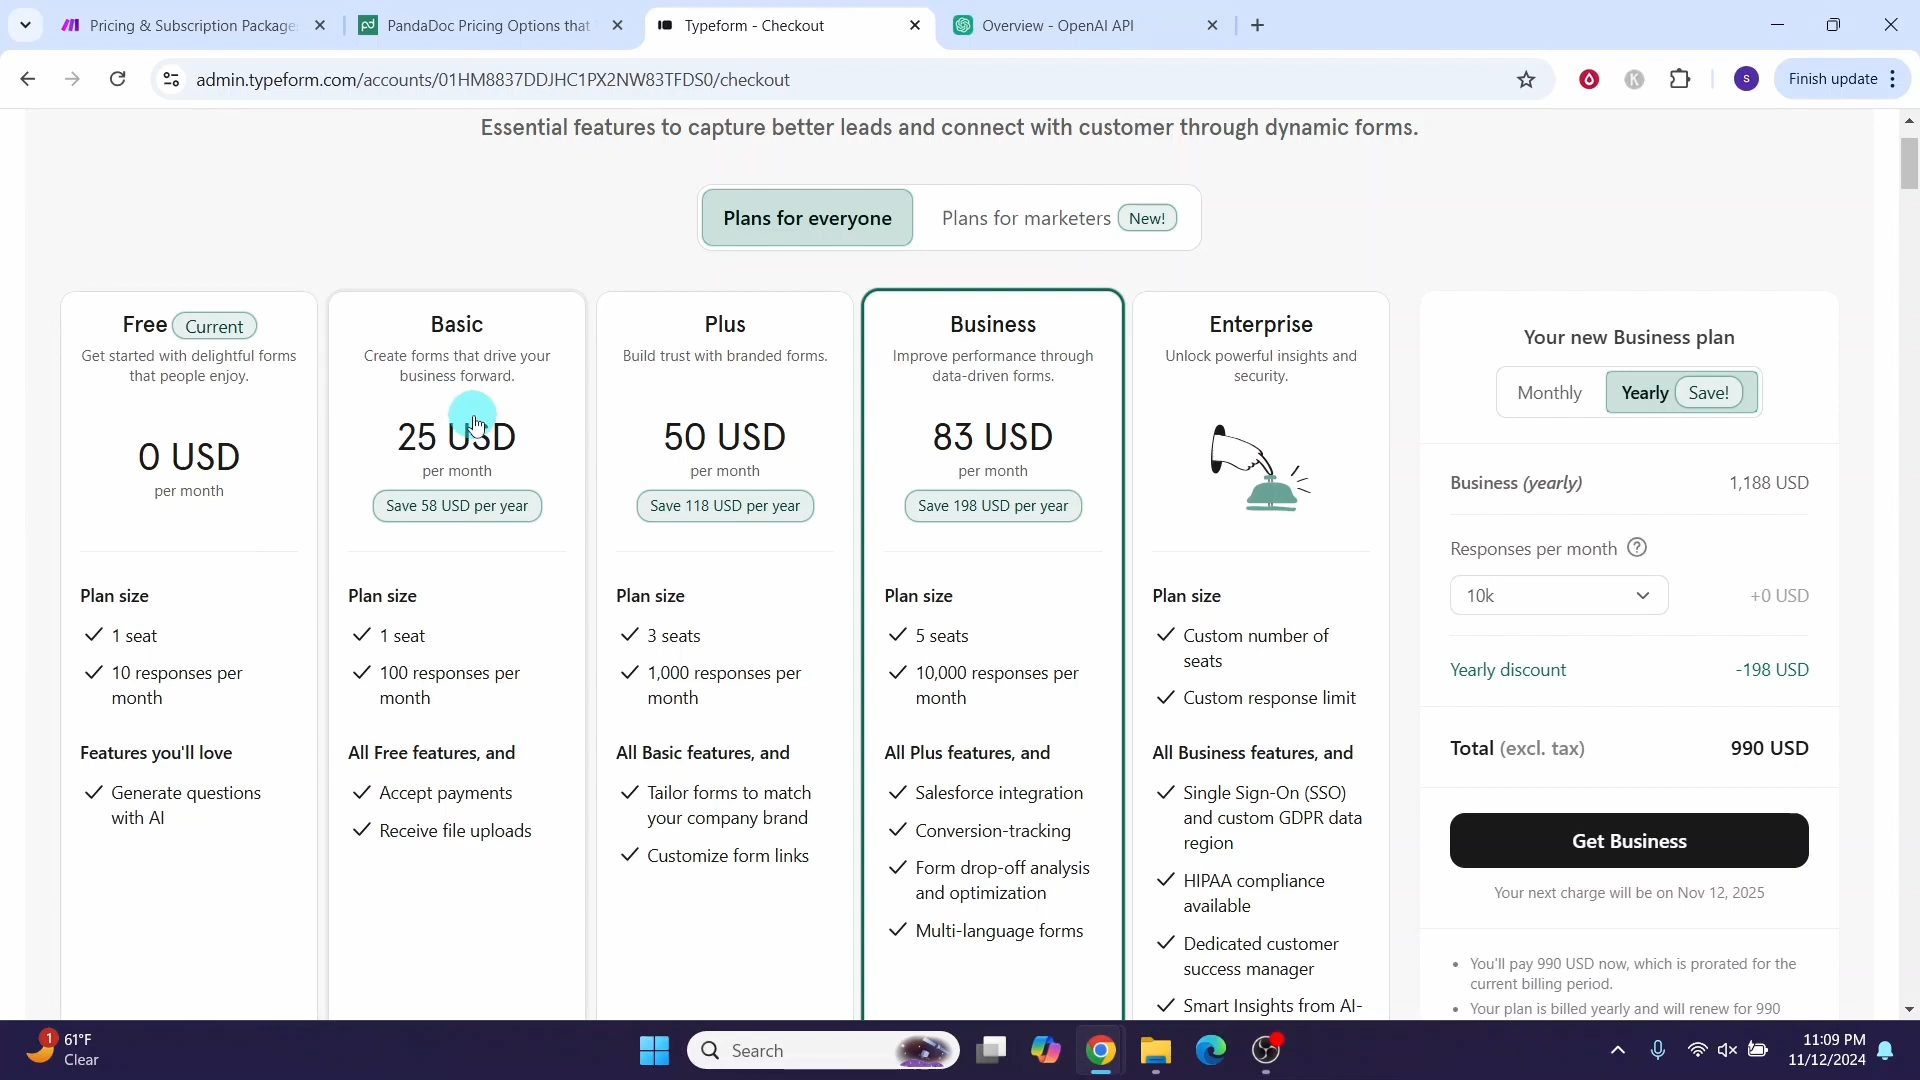 Pricing & Subscription Package
PandaDoc Pricing Options that
Typeform - Checkout
Overview - OpenAI API
admin.typeform.com/accounts/01HM8837DDJHC1PX2NW83TFDS0/checkout
K
S
Finish update
Essential features to capture better leads and connect with customer through dynamic forms.
Plans for everyone
Plans for marketers New!
Free Current
Get started with delightful forms
that people enjoy.
0 USD
per month
Plan size
1 seat
10 responses per
month
Features you'll love
Generate questions
with AI
Basic
Create forms that drive your
business forward.
25 USD
per month
Save 58 USD per year
Plan size
1 seat
100 responses per
month
All Free features, and
Accept payments
Receive file uploads
Plus
Build trust with branded forms.
50 USD
per month
Save 118 USD per year
Plan size
3 seats
1,000 responses per
month
All Basic features, and
Tailor forms to match
your company brand
Customize form links
Business
Improve performance through
data-driven forms.
83 USD
per month
Save 198 USD per year
Plan size
5 seats
10,000 responses per
month
All Plus features, and
Salesforce integration
Conversion-tracking
Form drop-off analysis
and optimization
Multi-language forms
Enterprise
Unlock powerful insights and
security.
Plan size
Custom number of
seats
Custom response limit
All Business features, and
Single Sign-On (SSO)
and custom GDPR data
region
HIPAA compliance
available
Dedicated customer
success manager
Smart Insights from AI-
Your new Business plan
Monthly
Yearly Save!
Business (yearly) 1,188 USD
Responses per month ?
10k +0 USD
Yearly discount -198 USD
Total (excl. tax) 990 USD
Get Business
Your next charge will be on Nov 12, 2025
You'll pay 990 USD now, which is prorated for the
current billing period.
Your plan is billed yearly and will renew for 990
1
61°F
Clear
Search
11:09 PM
11/12/2024